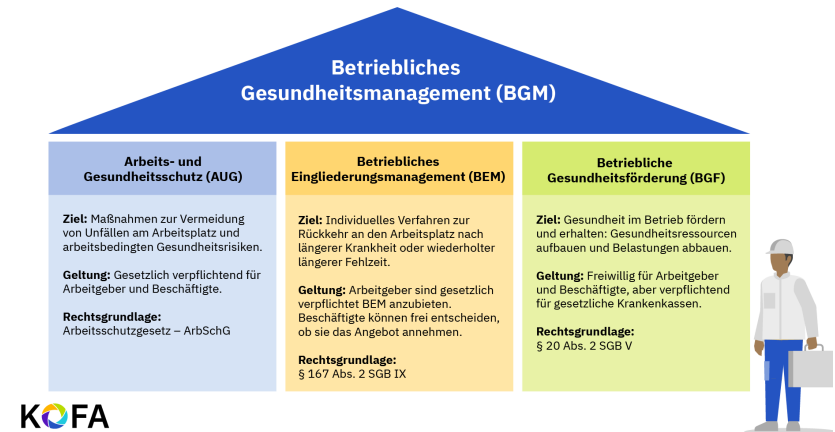 Betriebliches
Gesundheitsmanagement (BGM)
Arbeits- und
Gesundheitsschutz (AUG)
Ziel: Maßnahmen zur Vermeidung
von Unfällen am Arbeitsplatz und
arbeitsbedingten Gesundheitsrisiken.
Geltung: Gesetzlich verpflichtend für
Arbeitgeber und Beschäftigte.
Rechtsgrundlage:
Arbeitsschutzgesetz – ArbSchG
Betriebliches
Eingliederungsmanagement (BEM)
Ziel: Individuelles Verfahren zur
Rückkehr an den Arbeitsplatz nach
längerer Krankheit oder wiederholter
längerer Fehlzeit.
Geltung: Arbeitgeber sind gesetzlich
verpflichtet BEM anzubieten.
Beschäftigte können frei entscheiden,
ob sie das Angebot annehmen.
Rechtsgrundlage:
§ 167 Abs. 2 SGB IX
Betriebliche
Gesundheitsförderung (BGF)
Ziel: Gesundheit im Betrieb fördern
und erhalten: Gesundheitsressourcen
aufbauen und Belastungen abbauen.
Geltung: Freiwillig für Arbeitgeber
und Beschäftigte, aber verpflichtend
für gesetzliche Krankenkassen.
Rechtsgrundlage:
§ 20 Abs. 2 SGB V
KOFA